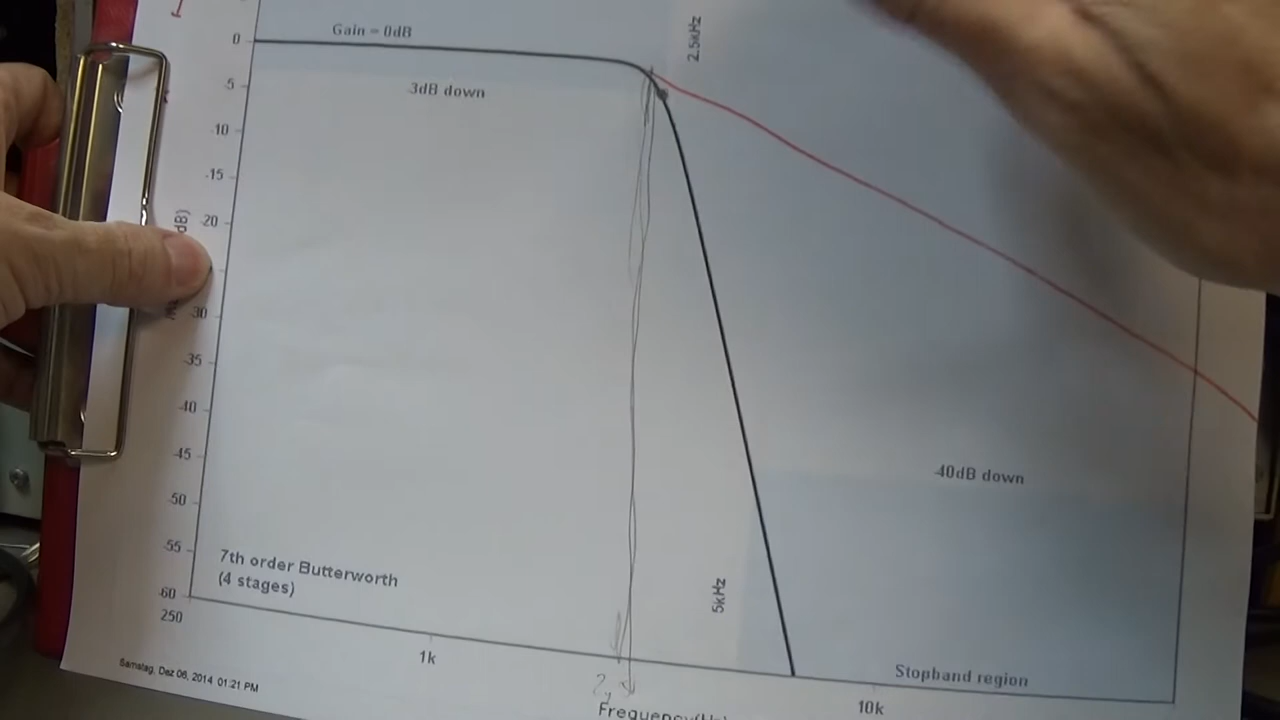 2.5kHz
Gain = 0dB
0
3dB down
-5
-10
-15
-20
dB)
-30
-35
-40
-45
40dB down
-50
-55
7th order Butterworth
(4 stages)
5kHz
-60
250
1k
Stopband region
Samstag, Dez 06, 2014 01:21 PM
10k